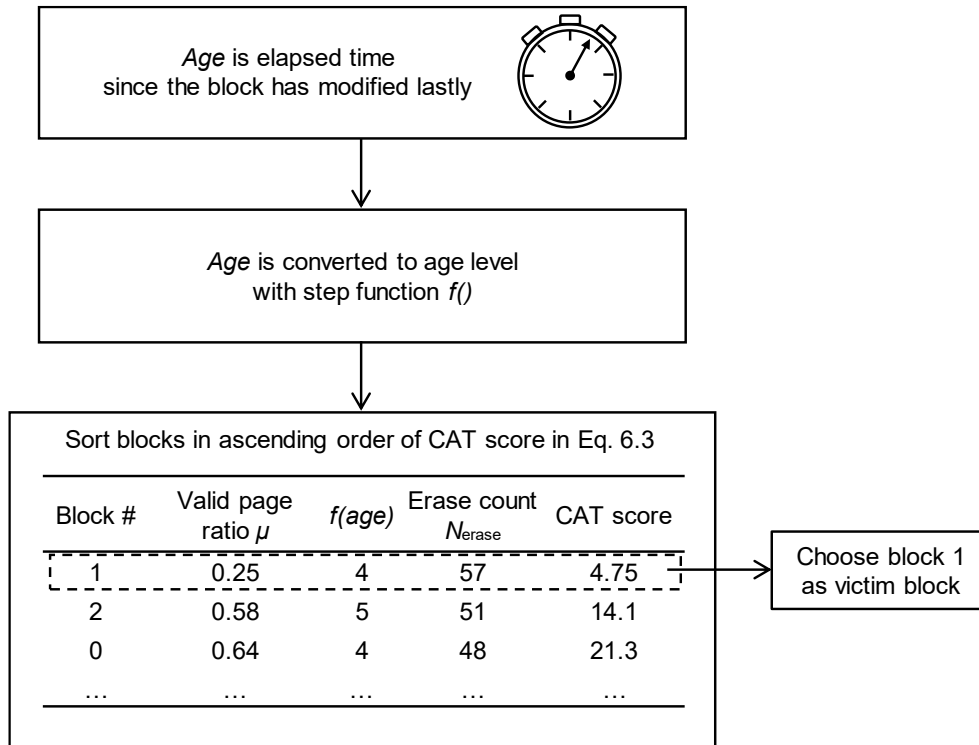 Age is elapsed time
since the block has modified lastly
Age is converted to age level
with step function f()
Sort blocks in ascending order of CAT score in Eq. 6.3
Block # Valid page ratio μ f(age) Erase count Nerase CAT score
1 0.25 4 57 4.75
2 0.58 5 51 14.1
0 0.64 4 48 21.3
... ... ... ... ...
Choose block 1
as victim block